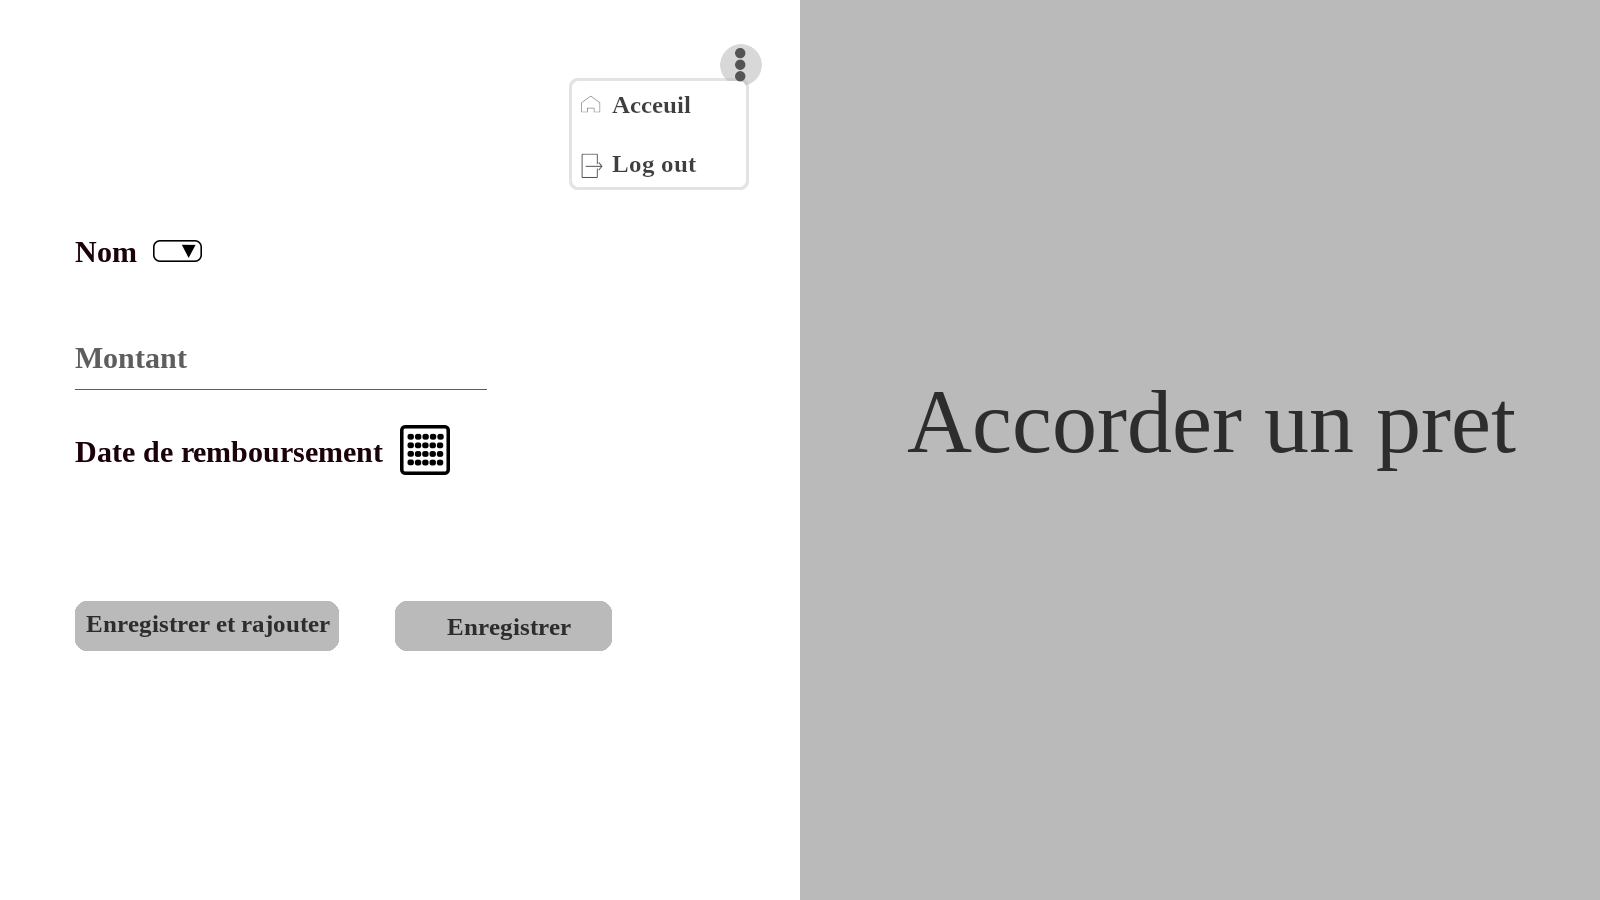 Acceuil
Log out
Nom
Montant
Date de remboursement
Enregistrer et rajouter
Enregistrer
Accorder un pret